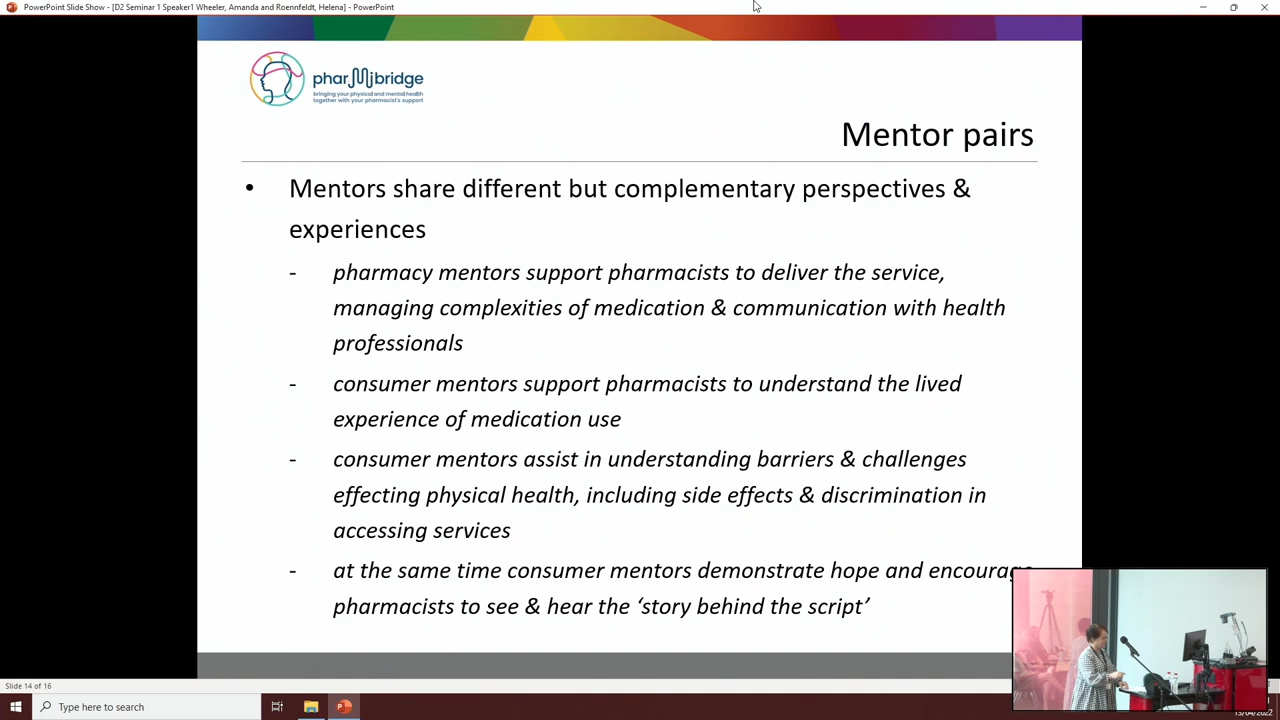 PowerPoint Slide Show - [D2 Seminar 1 Speaker1 Wheeler, Amanda and Roennfeldt, Helena] - PowerPoint
pharMIbridge
bringing your physical and mental health
together with your pharmacist's support
Mentor pairs
• Mentors share different but complementary perspectives &
experiences
- pharmacy mentors support pharmacists to deliver the service,
managing complexities of medication & communication with health
professionals
- consumer mentors support pharmacists to understand the lived
experience of medication use
- consumer mentors assist in understanding barriers & challenges
effecting physical health, including side effects & discrimination in
accessing services
- at the same time consumer mentors demonstrate hope and encourage
pharmacists to see & hear the ‘story behind the script’
Slide 14 of 16
Type here to search